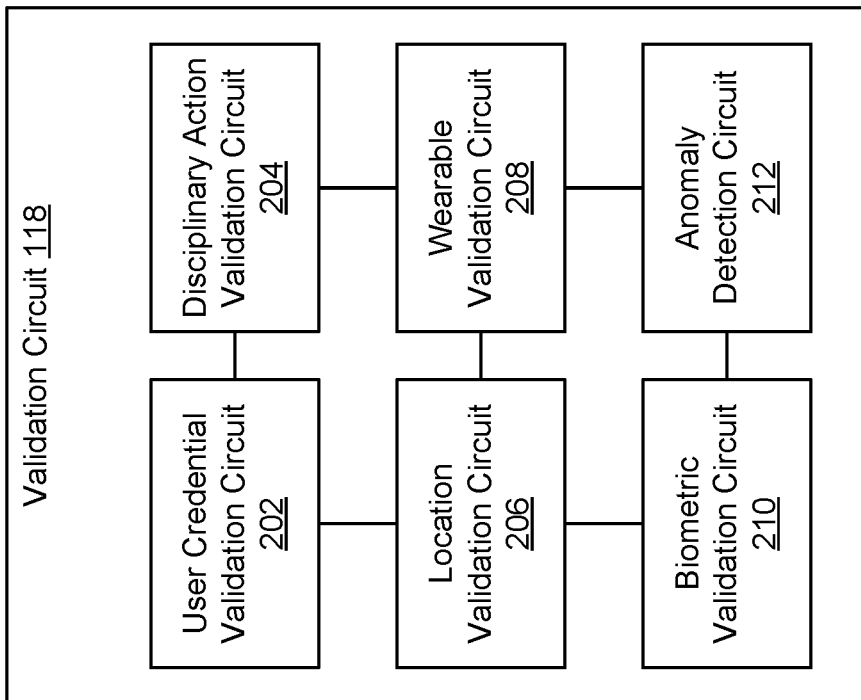 Validation Circuit 118
User Credential
Validation Circuit
202
Disciplinary Action
Validation Circuit
204
Location
Validation Circuit
206
Wearable
Validation Circuit
208
Biometric
Validation Circuit
210
Anomaly
Detection Circuit
212